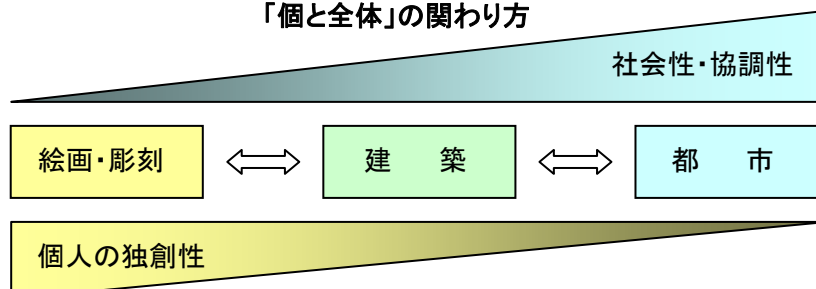 「個と全体」の関わり方
社会性・協調性
絵画・彫刻
建　築
都　市
個人の独創性